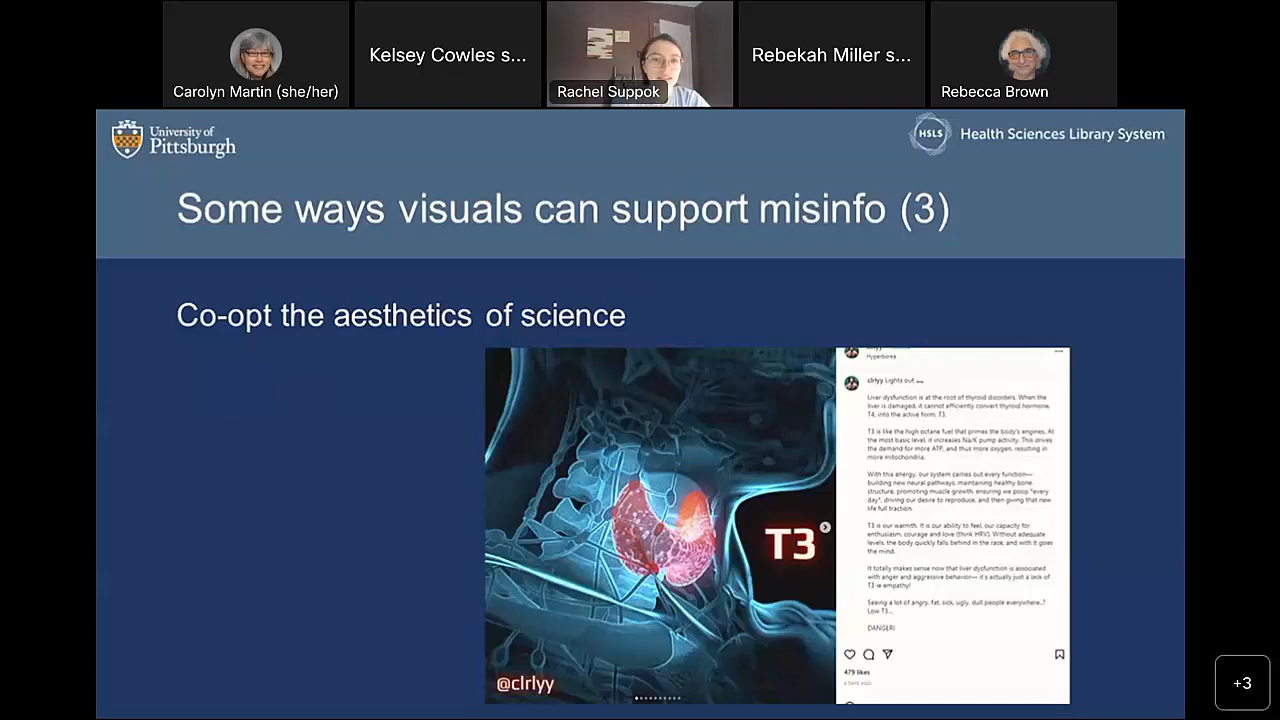 Carolyn Martin (she/her)
Kelsey Cowles s...
Rachel Suppok
Rebekah Miller s...
Rebecca Brown
University of
Pittsburgh
HSLS
Health Sciences Library System
Some ways visuals can support misinfo (3)
Co-opt the aesthetics of science
T3
@clrlyy
Hyperborea
clrlyy Lights out
Liver dysfunction is at the root of thyroid disorders. When the
liver is damaged, it cannot efficiently convert thyroid hormone,
T4, into the active form, T3.
T3 is like the high octane fuel that primes the body's engines. At
the most basic level, it increases Na/K pump activity. This drives
the demand for more ATP, and thus more oxygen, resulting in
more mitochondria.
With this energy, our system carries out every function—
building new neural pathways, maintaining healthy bone
structure, promoting muscle growth, ensuring we poop *every
day*, driving our desire to reproduce, and then giving that new
life full traction.
T3 is our warmth. It is our ability to feel, our capacity for
enthusiasm, courage and love (think HRV). Without adequate
levels, the body quickly falls behind in the race, and with it goes
the mind.
It totally makes sense now that liver dysfunction is associated
with anger and aggressive behavior— it's actually just a lack of
T3 ie empathy!
Seeing a lot of angry, fat, sick, ugly, dull people everywhere..?
Low T3...
DANGER!
479 likes
+3